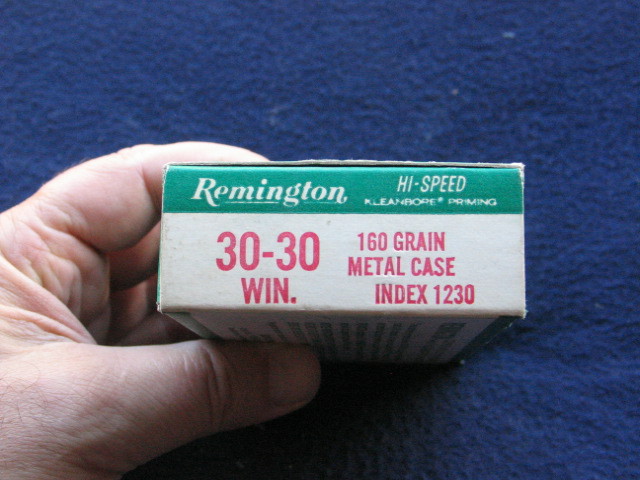 Remington
HI-SPEED
KLEANBORE® PRIMING
30-30
WIN.
160 GRAIN
METAL CASE
INDEX 1230